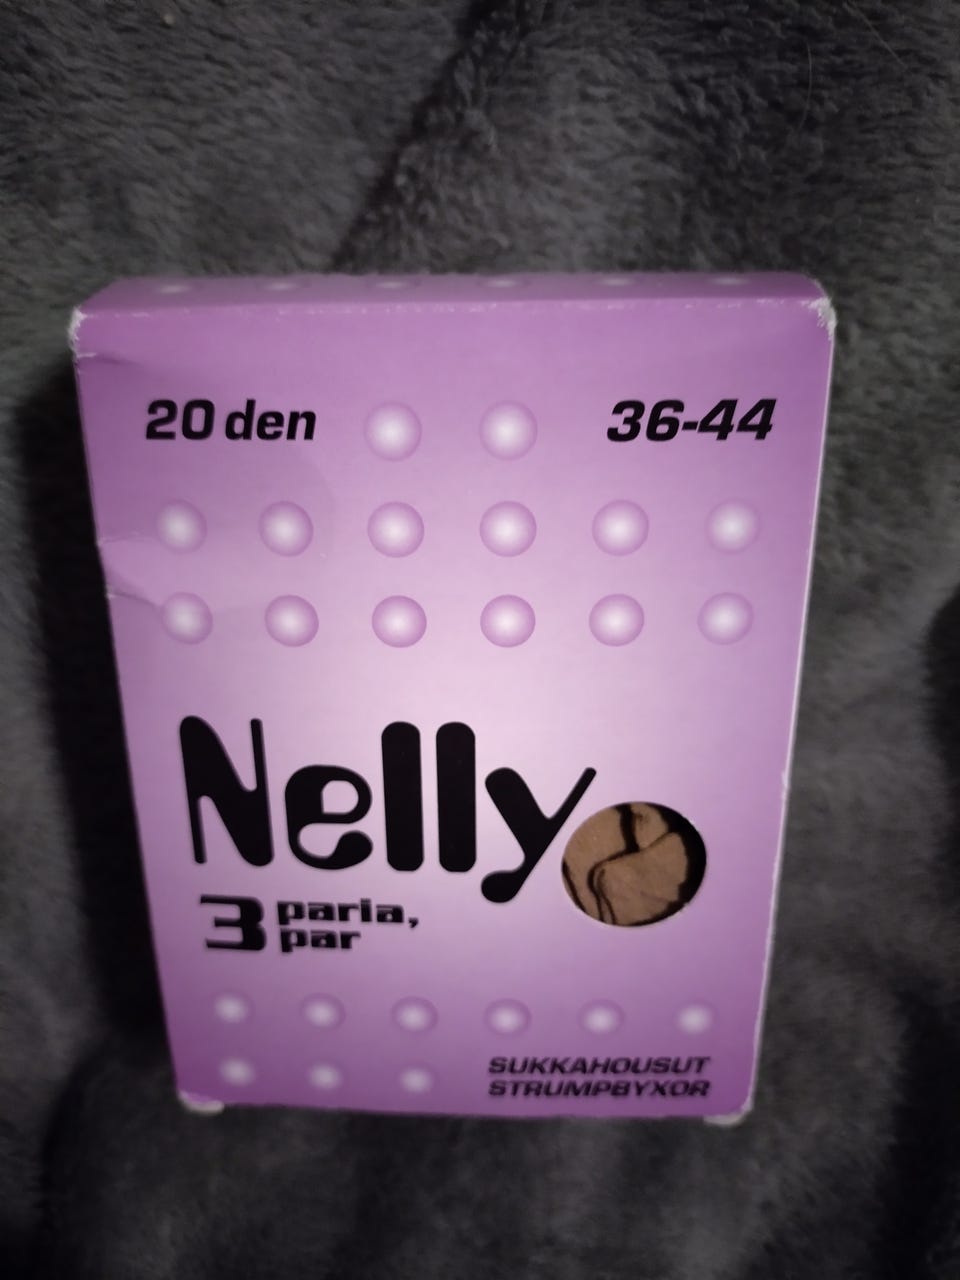 20 den 36-44
Nelly
3 paria,
par
SUKKAHOUSUT
STRUMPBYXOR